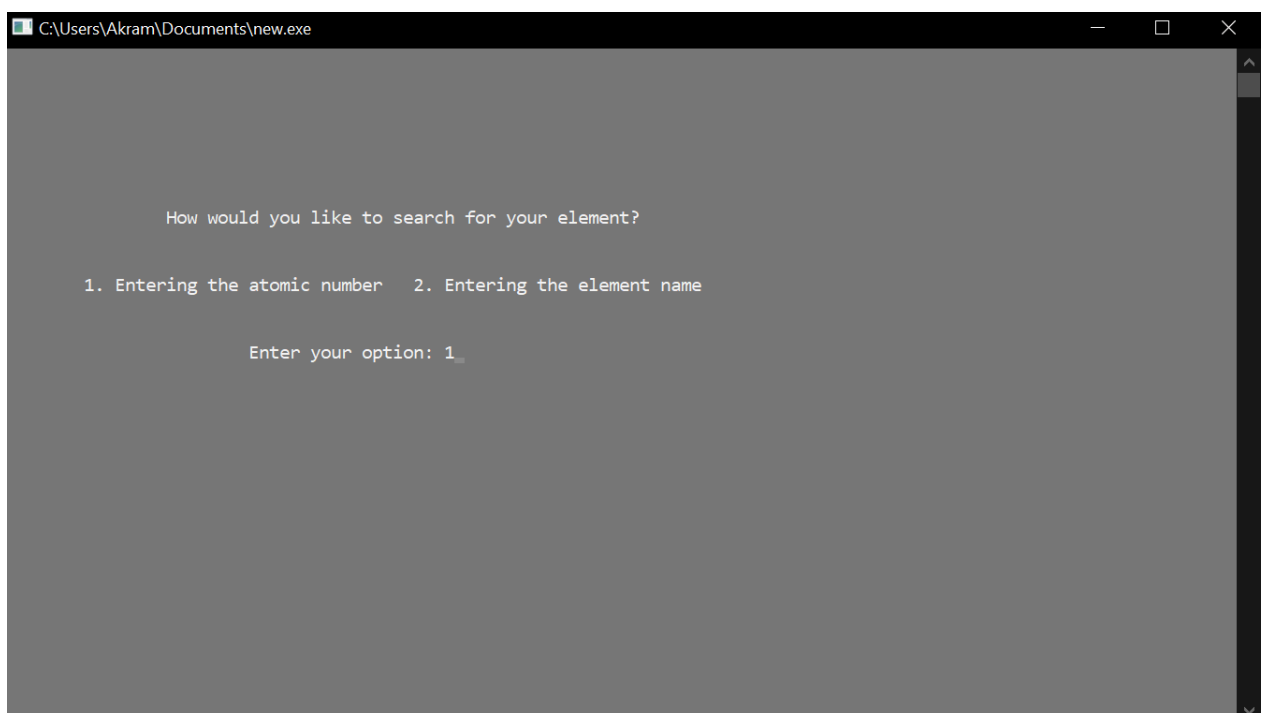 C:\Users\Akram\Documents\new.exe
How would you like to search for your element?
1. Entering the atomic number 2. Entering the element name
Enter your option: 1_